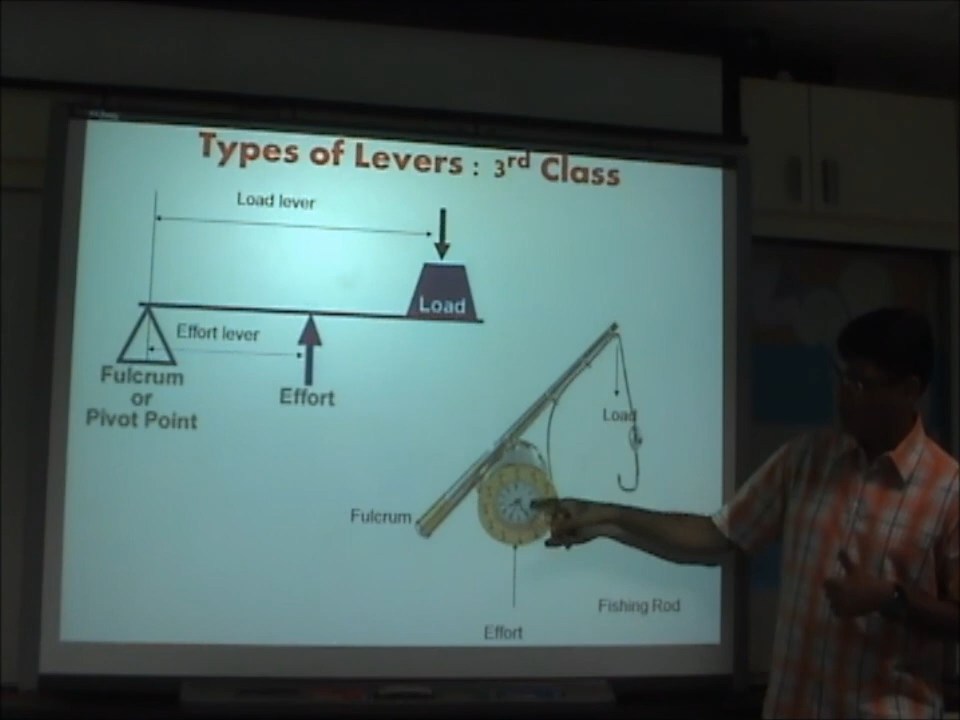 Types of Levers : 3rd Class
Load lever
Load
Effort lever
Fulcrum
or
Pivot Point
Effort
Load
Fulcrum
Fishing Rod
Effort